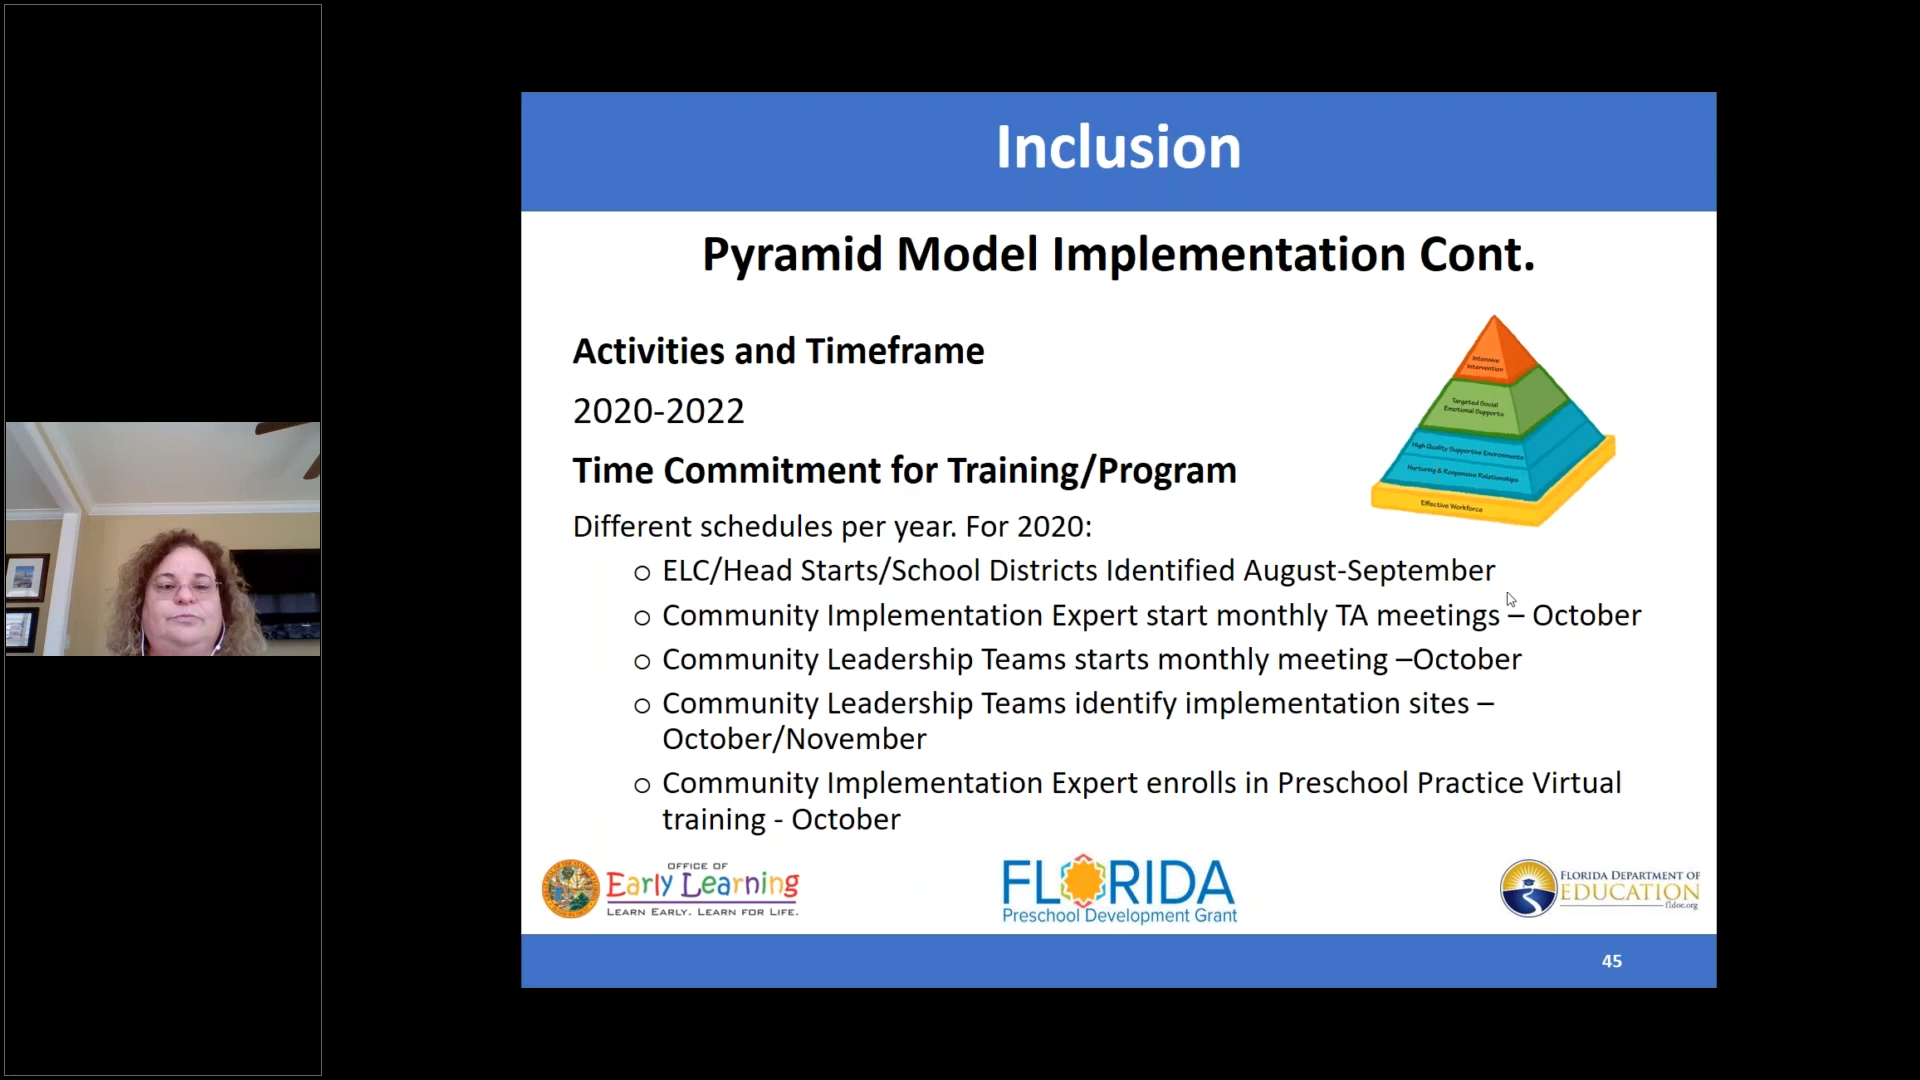 Inclusion
Pyramid Model Implementation Cont.
Activities and Timeframe
2020-2022
Time Commitment for Training/Program
Different schedules per year. For 2020:
○ ELC/Head Starts/School Districts Identified August-September
○ Community Implementation Expert start monthly TA meetings – October
○ Community Leadership Teams starts monthly meeting –October
○ Community Leadership Teams identify implementation sites –
October/November
○ Community Implementation Expert enrolls in Preschool Practice Virtual
training - October
Intensive
Intervention
Targeted Social
Emotional Supports
High Quality Supportive Environments
Nurturing & Responsive Relationships
Effective Workforce
OFFICE OF
Early Learning
LEARN EARLY. LEARN FOR LIFE.
FLORIDA
Preschool Development Grant
FLORIDA DEPARTMENT OF
EDUCATION
fldoe.org
45